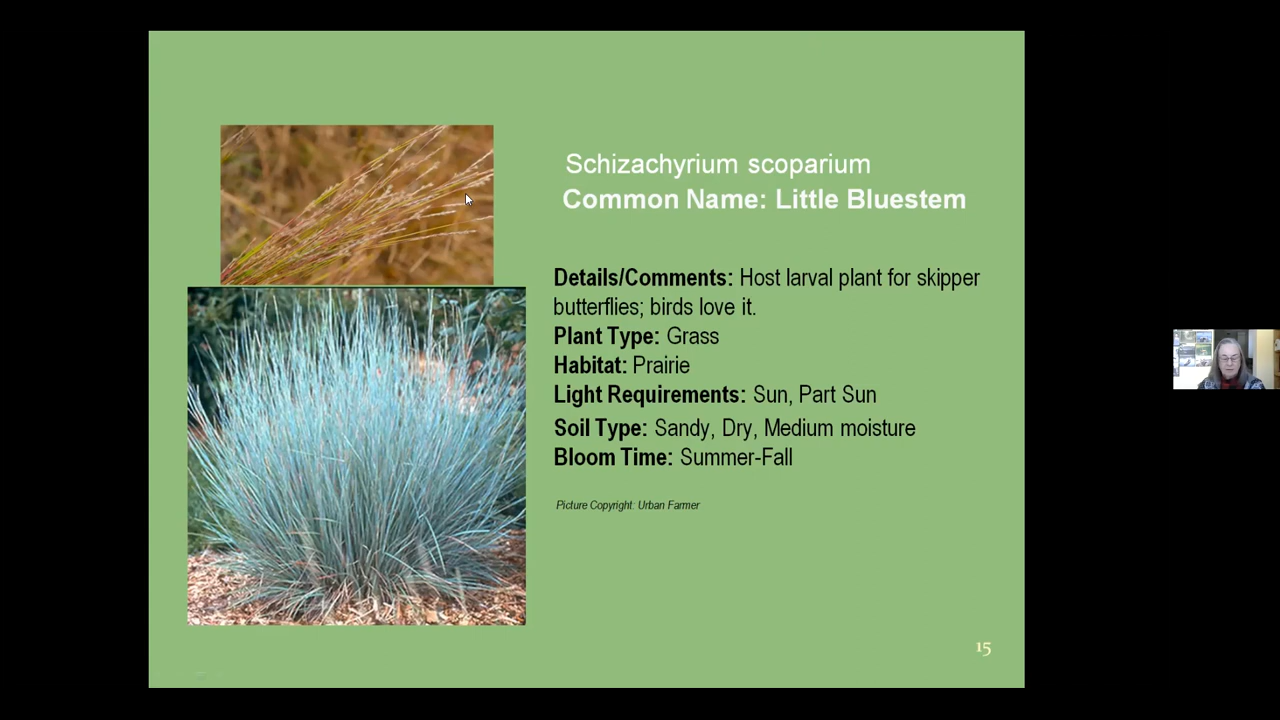 Schizachyrium scoparium
Common Name: Little Bluestem
Details/Comments: Host larval plant for skipper
butterflies; birds love it.
Plant Type: Grass
Habitat: Prairie
Light Requirements: Sun, Part Sun
Soil Type: Sandy, Dry, Medium moisture
Bloom Time: Summer-Fall
Picture Copyright: Urban Farmer
15